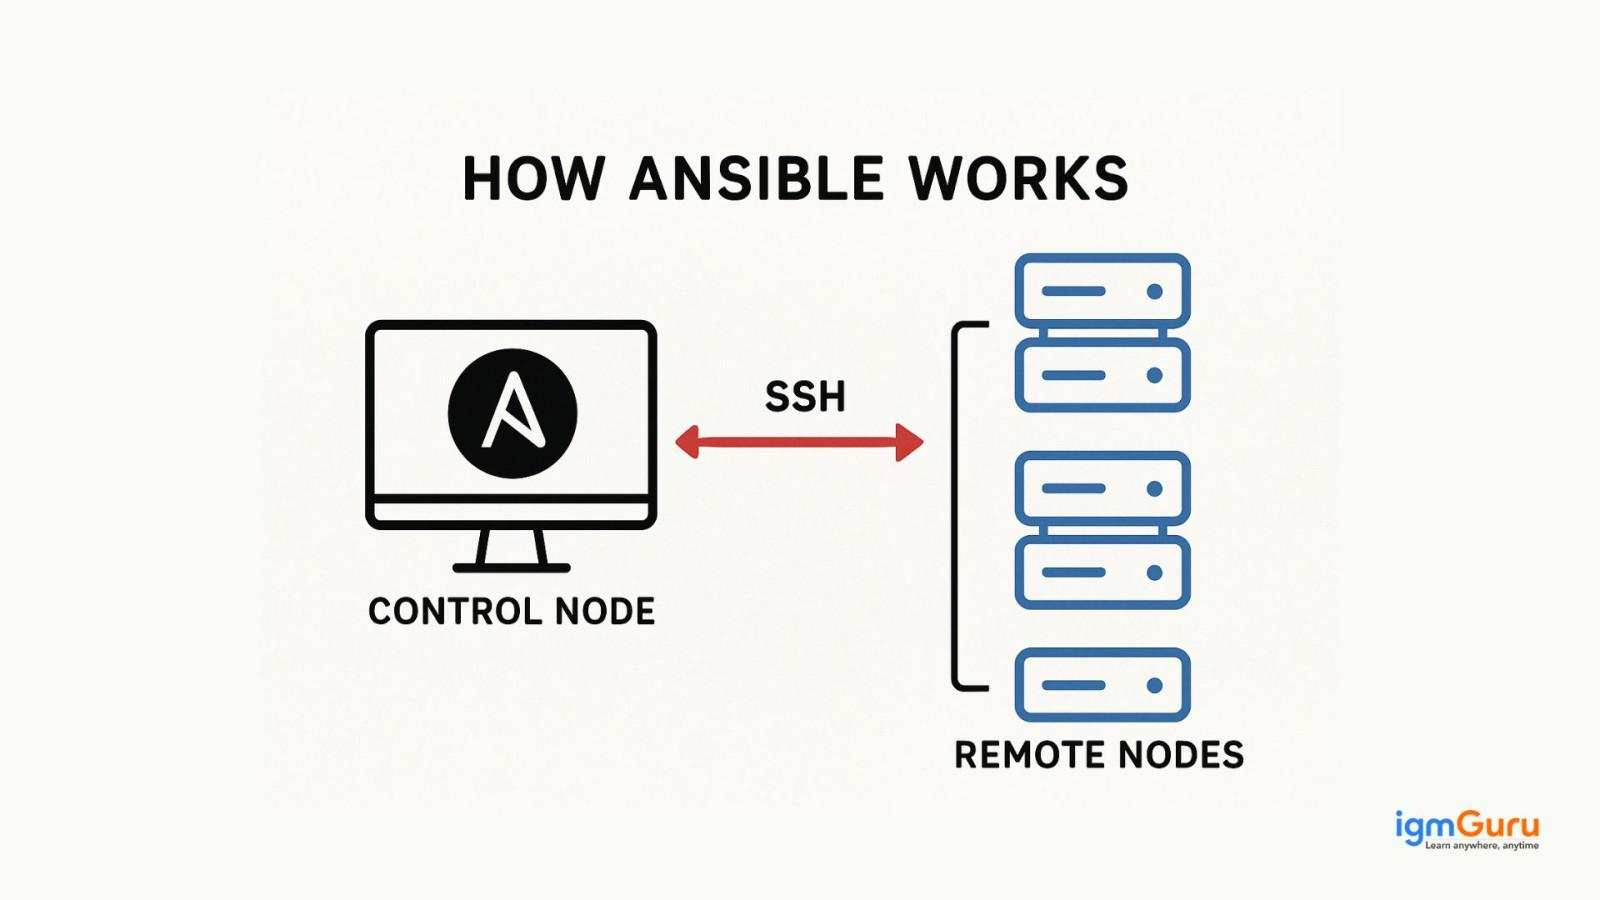 HOW ANSIBLE WORKS
SSH
CONTROL NODE
REMOTE NODES
igmGuru
Learn anywhere, anytime